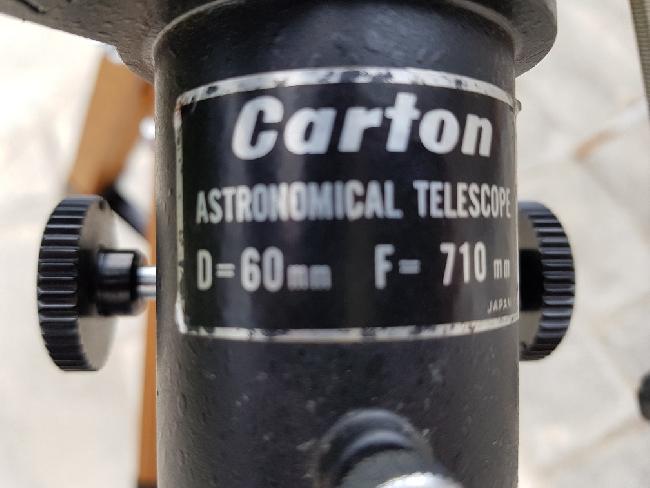 Carton
ASTRONOMICAL TELESCOPE
D=60mm F=710mm
JAPAN